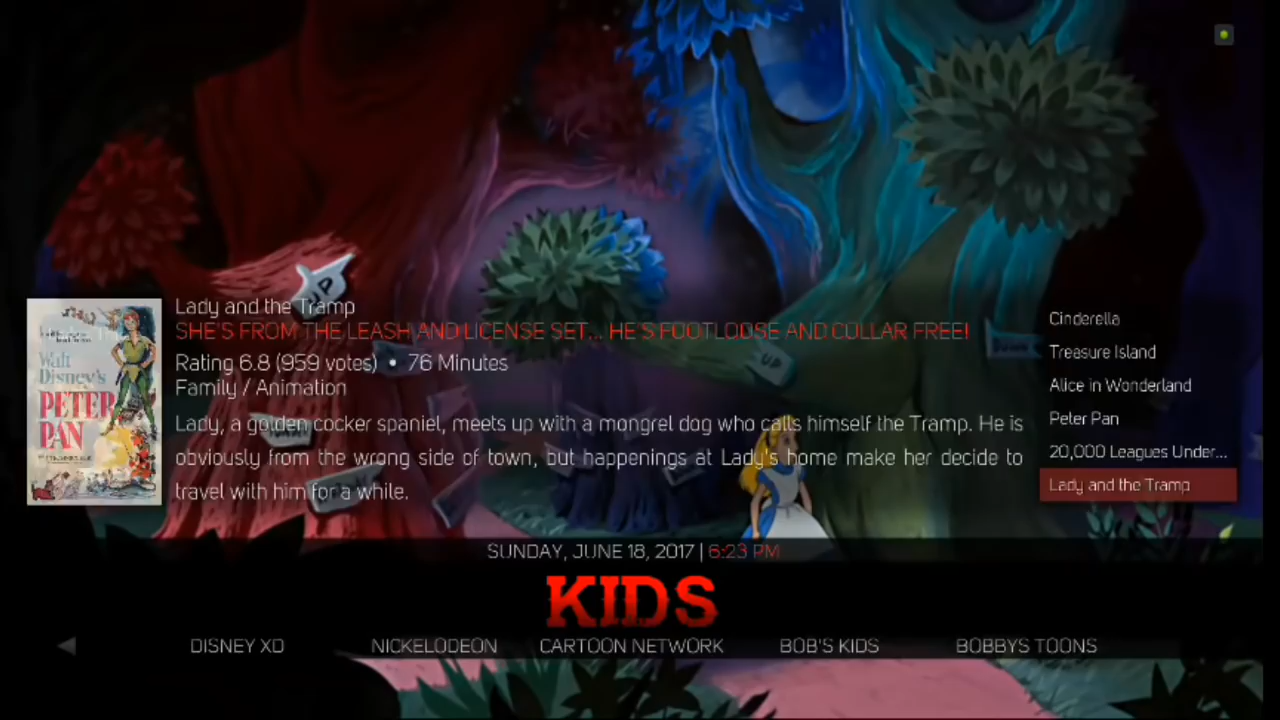 UP
Lady and the Tramp
SHE'S FROM THE LEASH AND LICENSE SET... HE'S FOOTLOOSE AND COLLAR FREE!
Rating 6.8 (959 votes) • 76 Minutes
Family / Animation
Lady, a golden cocker spaniel, meets up with a mongrel dog who calls himself the Tramp. He is
obviously from the wrong side of town, but happenings at Lady's home make her decide to
travel with him for a while.
Walt
Disney's
PETER
PAN
UP
Cinderella
Treasure Island
Alice in Wonderland
Peter Pan
20,000 Leagues Under...
Lady and the Tramp
SUNDAY, JUNE 18, 2017 | 6:23 PM
KIDS
DISNEY XD
NICKELODEON
CARTOON NETWORK
BOB'S KIDS
BOBBYS TOONS